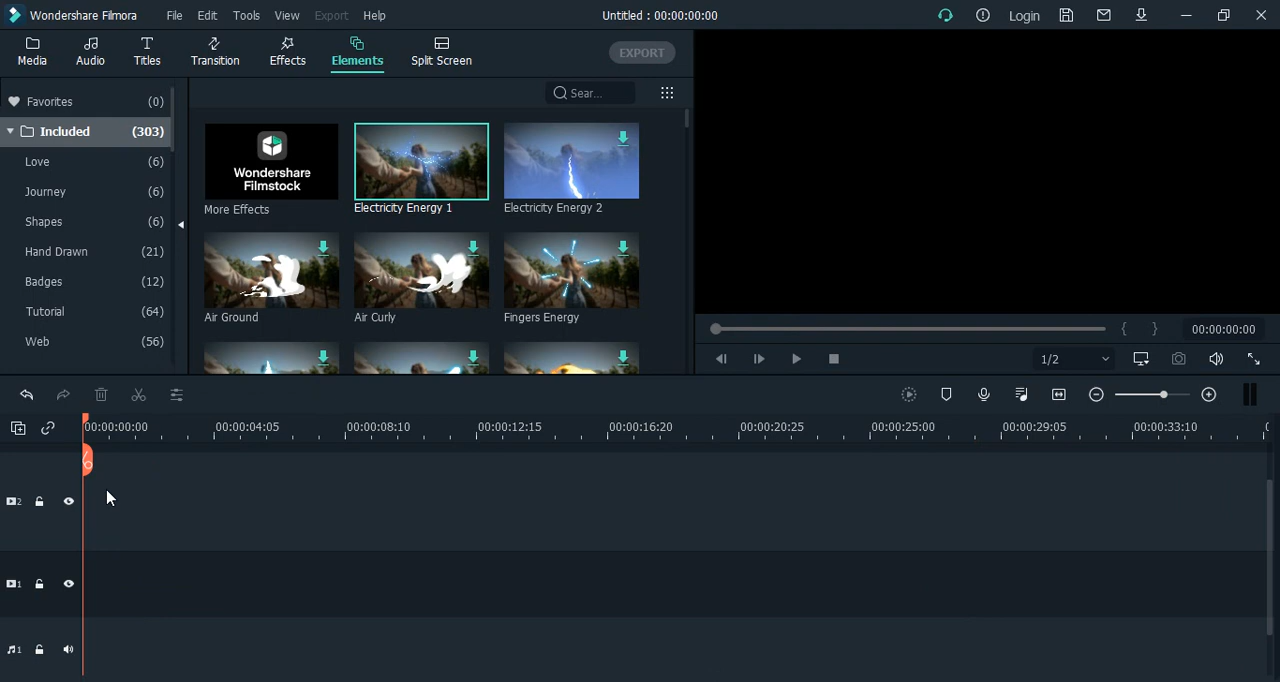 Wondershare Filmora File Edit Tools View Export Help Untitled : 00:00:00:00 Login
Media Audio Titles Transition Effects Elements Split Screen EXPORT
Favorites (0)
Included (303)
Love (6)
Journey (6)
Shapes (6)
Hand Drawn (21)
Badges (12)
Tutorial (64)
Web (56)
Sear...
Wondershare
Filmstock
More Effects Electricity Energy 1 Electricity Energy 2
Air Ground Air Curly Fingers Energy
{ } 00:00:00:00
1/2
00:00:00:00 00:00:04:05 00:00:08:10 00:00:12:15 00:00:16:20 00:00:20:25 00:00:25:00 00:00:29:05 00:00:33:10
2
1
1